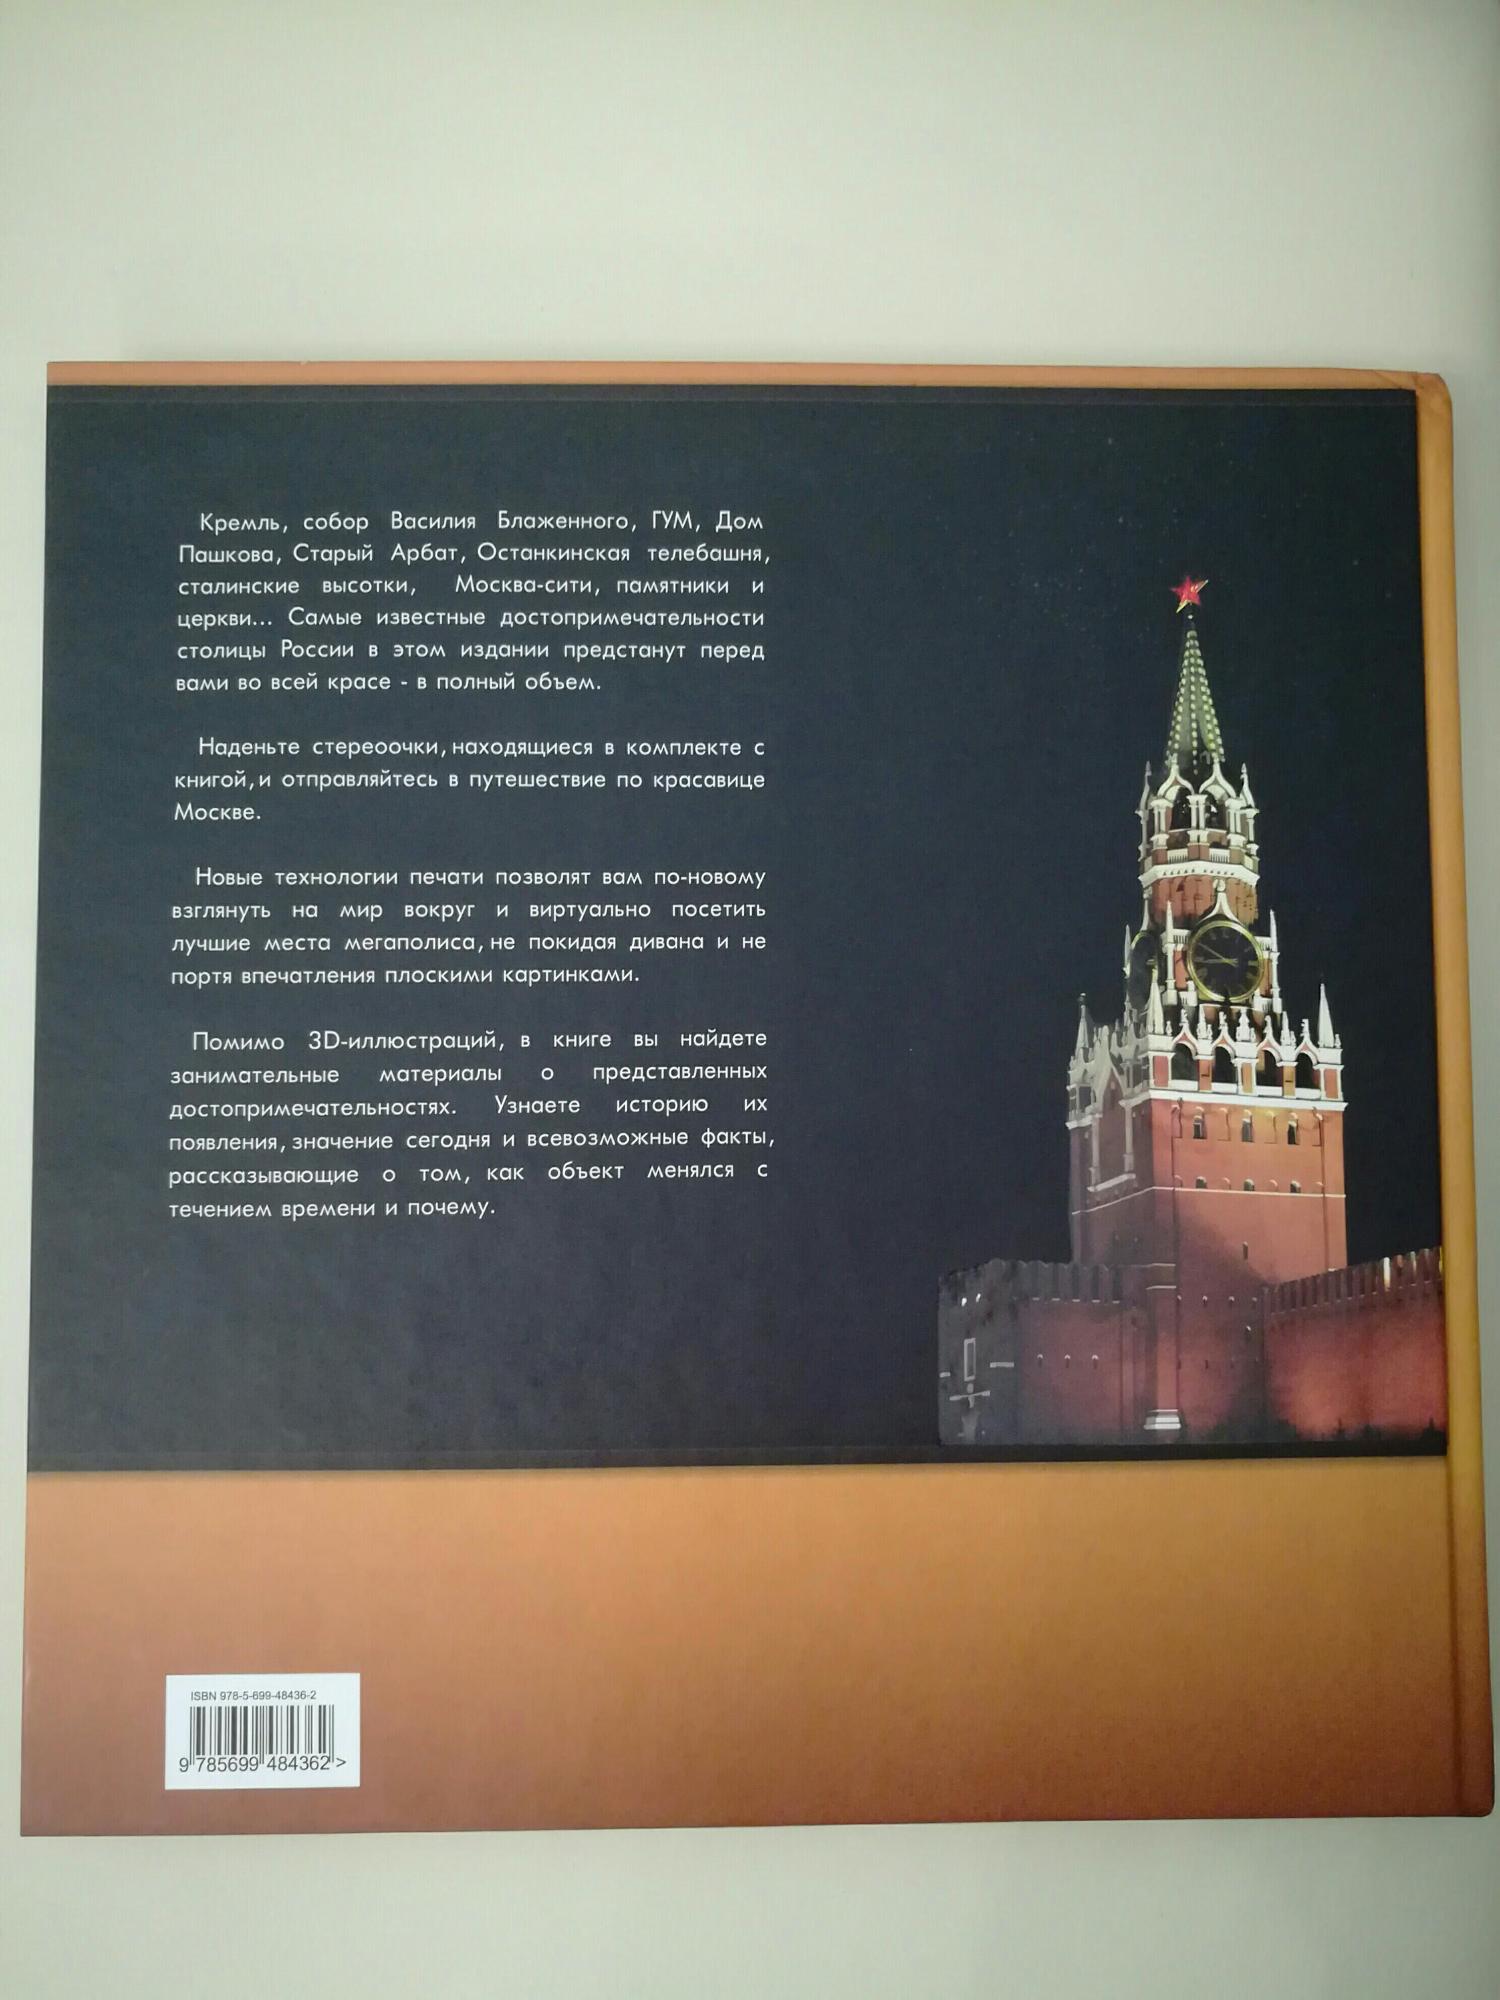 Кремль, собор Василия Блаженного, ГУМ, Дом
Пашкова, Старый Арбат, Останкинская телебашня,
сталинские высотки, Москва-сити, памятники и
церкви... Самые известные достопримечательности
столицы России в этом издании предстанут перед
вами во всей красе - в полный объем.
Наденьте стереоочки, находящиеся в комплекте с
книгой, и отправляйтесь в путешествие по красавице
Москве.
Новые технологии печати позволят вам по-новому
взглянуть на мир вокруг и виртуально посетить
лучшие места мегаполиса, не покидая дивана и не
портя впечатления плоскими картинками.
Помимо 3D-иллюстраций, в книге вы найдете
занимательные материалы о представленных
достопримечательностях. Узнаете историю их
появления, значение сегодня и всевозможные факты,
рассказывающие о том, как объект менялся с
течением времени и почему.
ISBN 978-5-699-48436-2
9 785699 484362 >